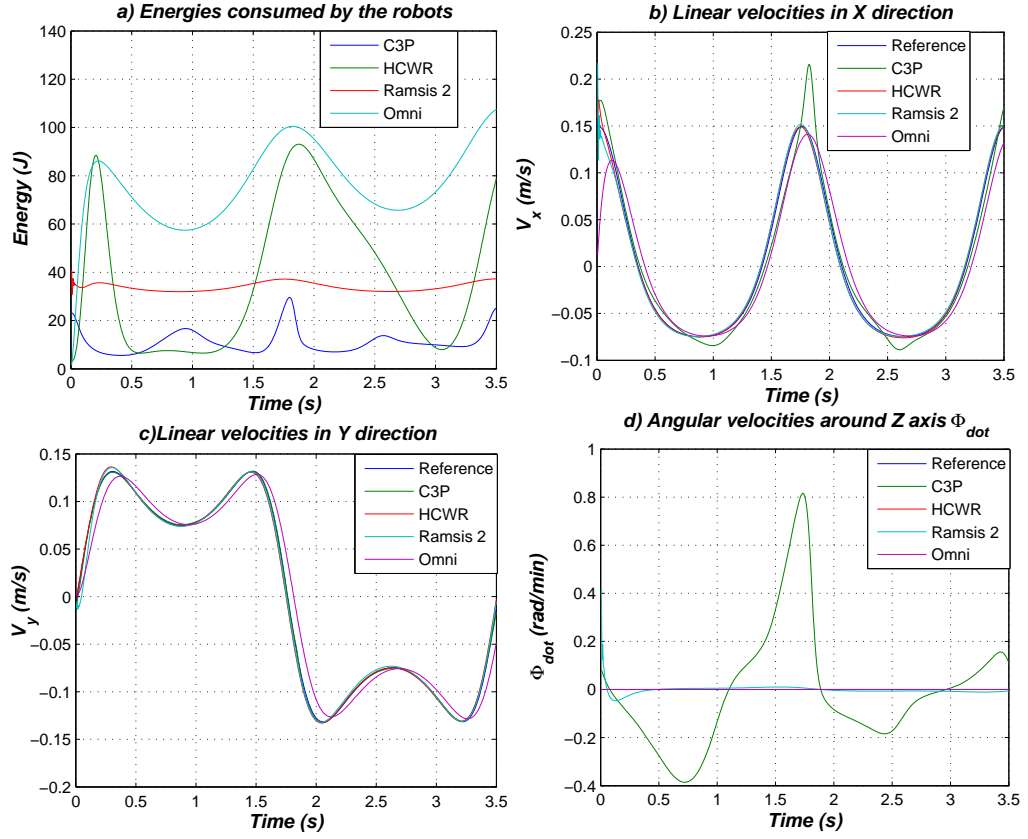 a) Energies consumed by the robots
Energy (J)
140
120
100
80
60
40
20
0
0 0.5 1 1.5 2 2.5 3 3.5
Time (s)
C3P
HCWR
Ramsis 2
Omni
b) Linear velocities in X direction
V_x (m/s)
0.25
0.2
0.15
0.1
0.05
0
−0.05
−0.1
0 0.5 1 1.5 2 2.5 3 3.5
Time (s)
Reference
C3P
HCWR
Ramsis 2
Omni
c)Linear velocities in Y direction
V_y (m/s)
0.15
0.1
0.05
0
−0.05
−0.1
−0.15
−0.2
0 0.5 1 1.5 2 2.5 3 3.5
Time (s)
Reference
C3P
HCWR
Ramsis 2
Omni
d) Angular velocities around Z axis Φ_dot
Φ_dot (rad/min)
1
0.8
0.6
0.4
0.2
0
−0.2
−0.4
0 0.5 1 1.5 2 2.5 3 3.5
Time (s)
Reference
C3P
HCWR
Ramsis 2
Omni